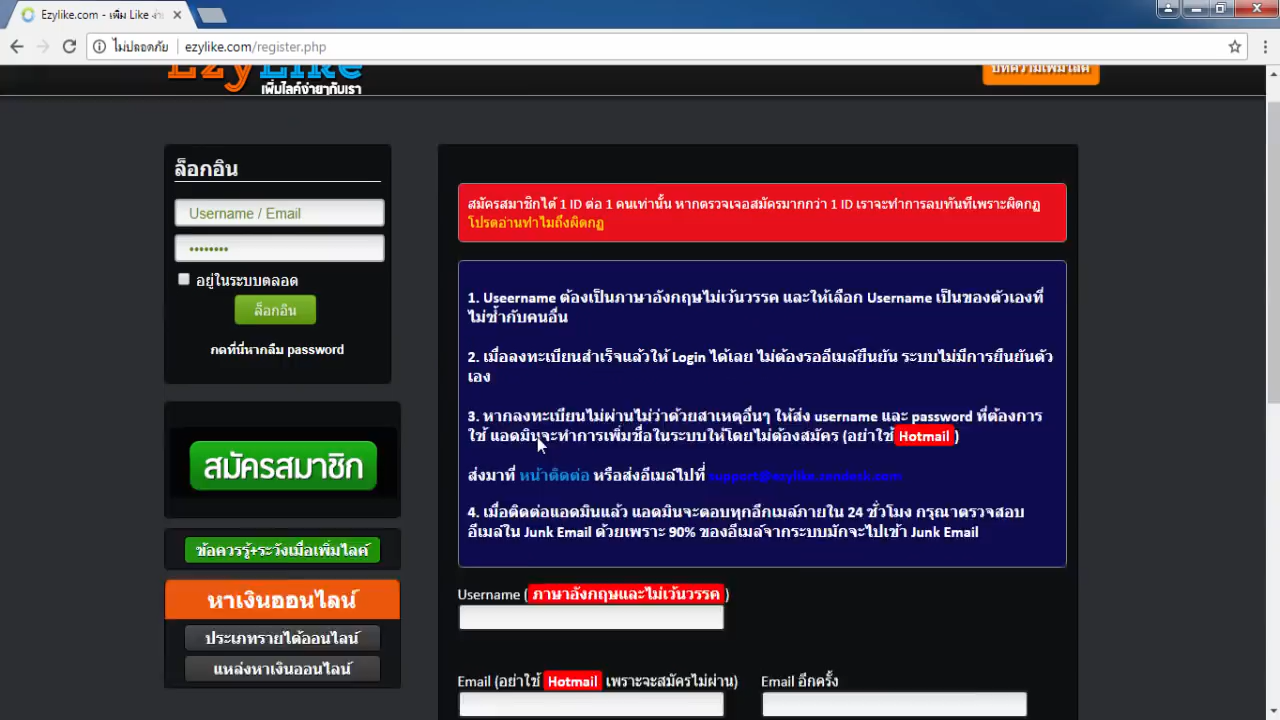 Ezylike.com - เพิ่ม Like ง่า
ไม่ปลอดภัย
ezylike.com/register.php
EzyLike
เพิ่มไลค์ง่ายๆกับเรา
บทความเพิ่มไลค์
ล็อกอิน
Username / Email
อยู่ในระบบตลอด
ล็อกอิน
กดที่นี่หากลืม password
สมัครสมาชิก
ข้อควรรู้+ระวังเมื่อเพิ่มไลค์
หาเงินออนไลน์
ประเภทรายได้ออนไลน์
แหล่งหาเงินออนไลน์
สมัครสมาชิกได้ 1 ID ต่อ 1 คนเท่านั้น หากตรวจเจอสมัครมากกว่า 1 ID เราจะทำการลบทันทีเพราะผิดกฏ
โปรดอ่านทำไมถึงผิดกฏ
1. Useername ต้องเป็นภาษาอังกฤษไม่เว้นวรรค และให้เลือก Username เป็นของตัวเองที่
ไม่ซ้ำกับคนอื่น
2. เมื่อลงทะเบียนสำเร็จแล้วให้ Login ได้เลย ไม่ต้องรออีเมล์ยืนยัน ระบบไม่มีการยืนยันตัว
เอง
3. หากลงทะเบียนไม่ผ่านไม่ว่าด้วยสาเหตุอื่นๆ ให้ส่ง username และ password ที่ต้องการ
ใช้ แอดมินจะทำการเพิ่มชื่อในระบบให้โดยไม่ต้องสมัคร (อย่าใช้ Hotmail )
ส่งมาที่ หน้าติดต่อ หรือส่งอีเมล์ไปที่ support@ezylike.zendesk.com
4. เมื่อติดต่อแอดมินแล้ว แอดมินจะตอบทุกอีกเมล์ภายใน 24 ชั่วโมง กรุณาตรวจสอบ
อีเมล์ใน Junk Email ด้วยเพราะ 90% ของอีเมล์จากระบบมักจะไปเข้า Junk Email
Username ( ภาษาอังกฤษและไม่เว้นวรรค )
Email (อย่าใช้ Hotmail เพราะจะสมัครไม่ผ่าน)
Email อีกครั้ง